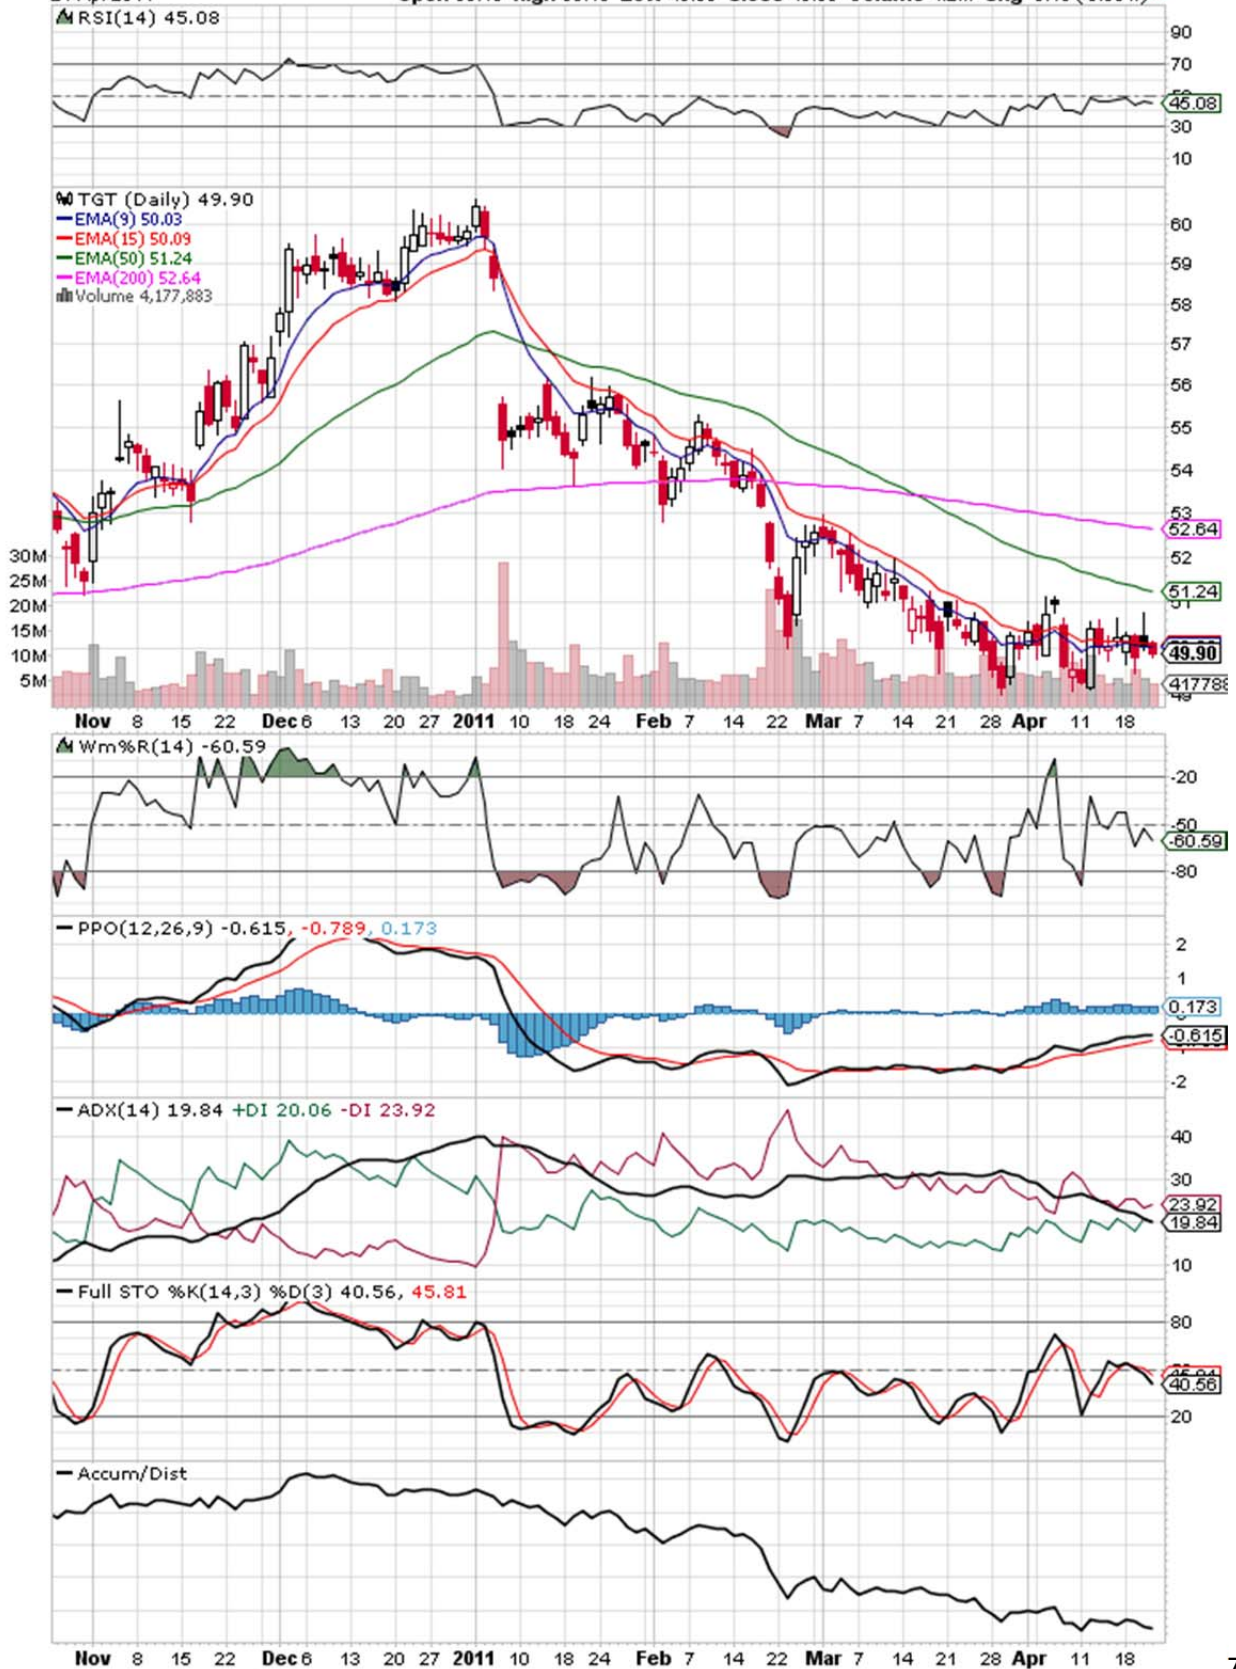 RSI(14) 45.08
90
70
45.08
30
10
TGT (Daily) 49.90
EMA(9) 50.03
EMA(15) 50.09
EMA(50) 51.24
EMA(200) 52.64
Volume 4,177,883
60
59
58
57
56
55
54
53
52.64
52
51.24
51
49.90
417788
49
30M
25M
20M
15M
10M
5M
Nov 8 15 22 Dec 6 13 20 27 2011 10 18 24 Feb 7 14 22 Mar 7 14 21 28 Apr 11 18
Wm%R(14) -60.59
-20
-50
-60.59
-80
PPO(12,26,9) -0.615, -0.789, 0.173
2
1
0.173
-0.615
-2
ADX(14) 19.84 +DI 20.06 -DI 23.92
40
30
23.92
19.84
10
Full STO %K(14,3) %D(3) 40.56, 45.81
80
40.56
20
Accum/Dist
Nov 8 15 22 Dec 6 13 20 27 2011 10 18 24 Feb 7 14 22 Mar 7 14 21 28 Apr 11 18